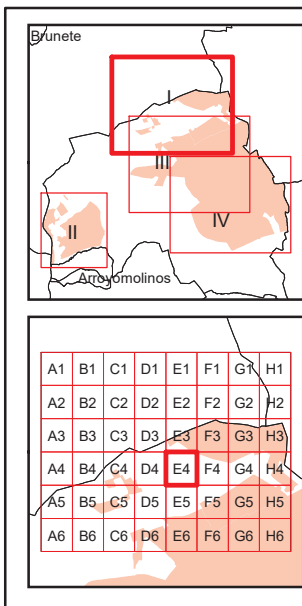 Brunete
I
III
IV
II
Arroyomolinos
A1 B1 C1 D1 E1 F1 G1 H1
A2 B2 C2 D2 E2 F2 G2 H2
A3 B3 C3 D3 E3 F3 G3 H3
A4 B4 C4 D4 E4 F4 G4 H4
A5 B5 C5 D5 E5 F5 G5 H5
A6 B6 C6 D6 E6 F6 G6 H6